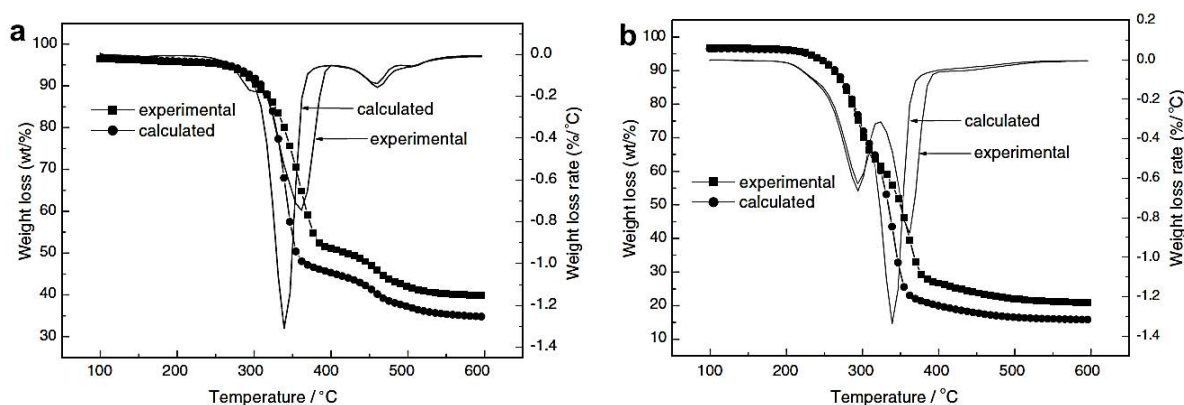 a
100
90
80
70
60
50
40
30
Weight loss (wt/%)
experimental
calculated
calculated
experimental
0.0
-0.2
-0.4
-0.6
-0.8
-1.0
-1.2
-1.4
Weight loss rate (%/°C)
100 200 300 400 500 600
Temperature / °C
b
100
90
80
70
60
50
40
30
20
10
Weight loss (wt/%)
experimental
calculated
calculated
experimental
0.2
0.0
-0.2
-0.4
-0.6
-0.8
-1.0
-1.2
-1.4
Weight loss rate (%/°C)
100 200 300 400 500 600
Temperature / °C